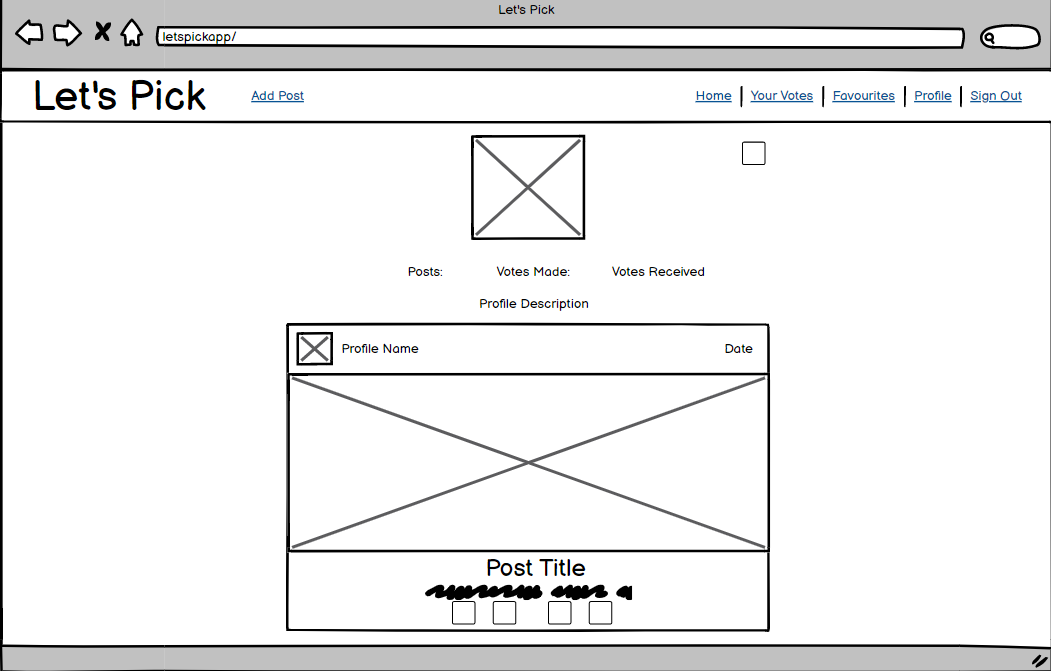 Let's Pick
letspickapp/
Let's Pick Add Post Home Your Votes Favourites Profile Sign Out
Posts: Votes Made: Votes Received
Profile Description
Profile Name Date
Post Title